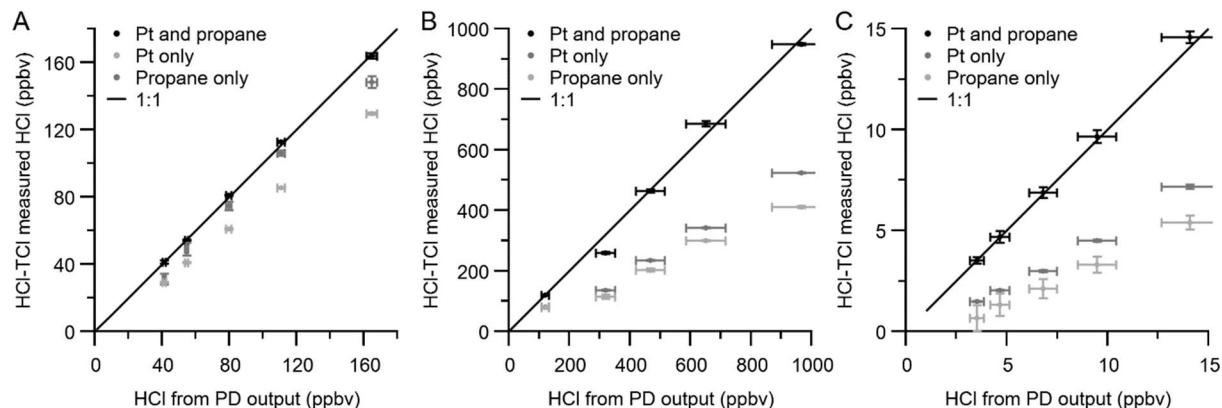 A
Pt and propane
Pt only
Propane only
1:1
HCl-TCl measured HCl (ppbv)
160
120
80
40
0
0 40 80 120 160
HCl from PD output (ppbv)
B
Pt and propane
Pt only
Propane only
1:1
HCl-TCl measured HCl (ppbv)
1000
800
600
400
200
0
0 200 400 600 800 1000
HCl from PD output (ppbv)
C
Pt and propane
Pt only
Propane only
1:1
HCl-TCl measured HCl (ppbv)
15
10
5
0
5 10 15
HCl from PD output (ppbv)